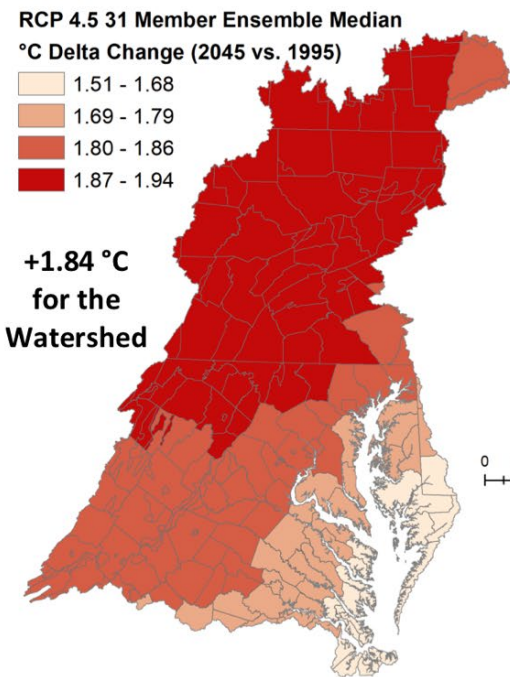 RCP 4.5 31 Member Ensemble Median
°C Delta Change (2045 vs. 1995)
1.51 - 1.68
1.69 - 1.79
1.80 - 1.86
1.87 - 1.94
+1.84 °C
for the
Watershed
0